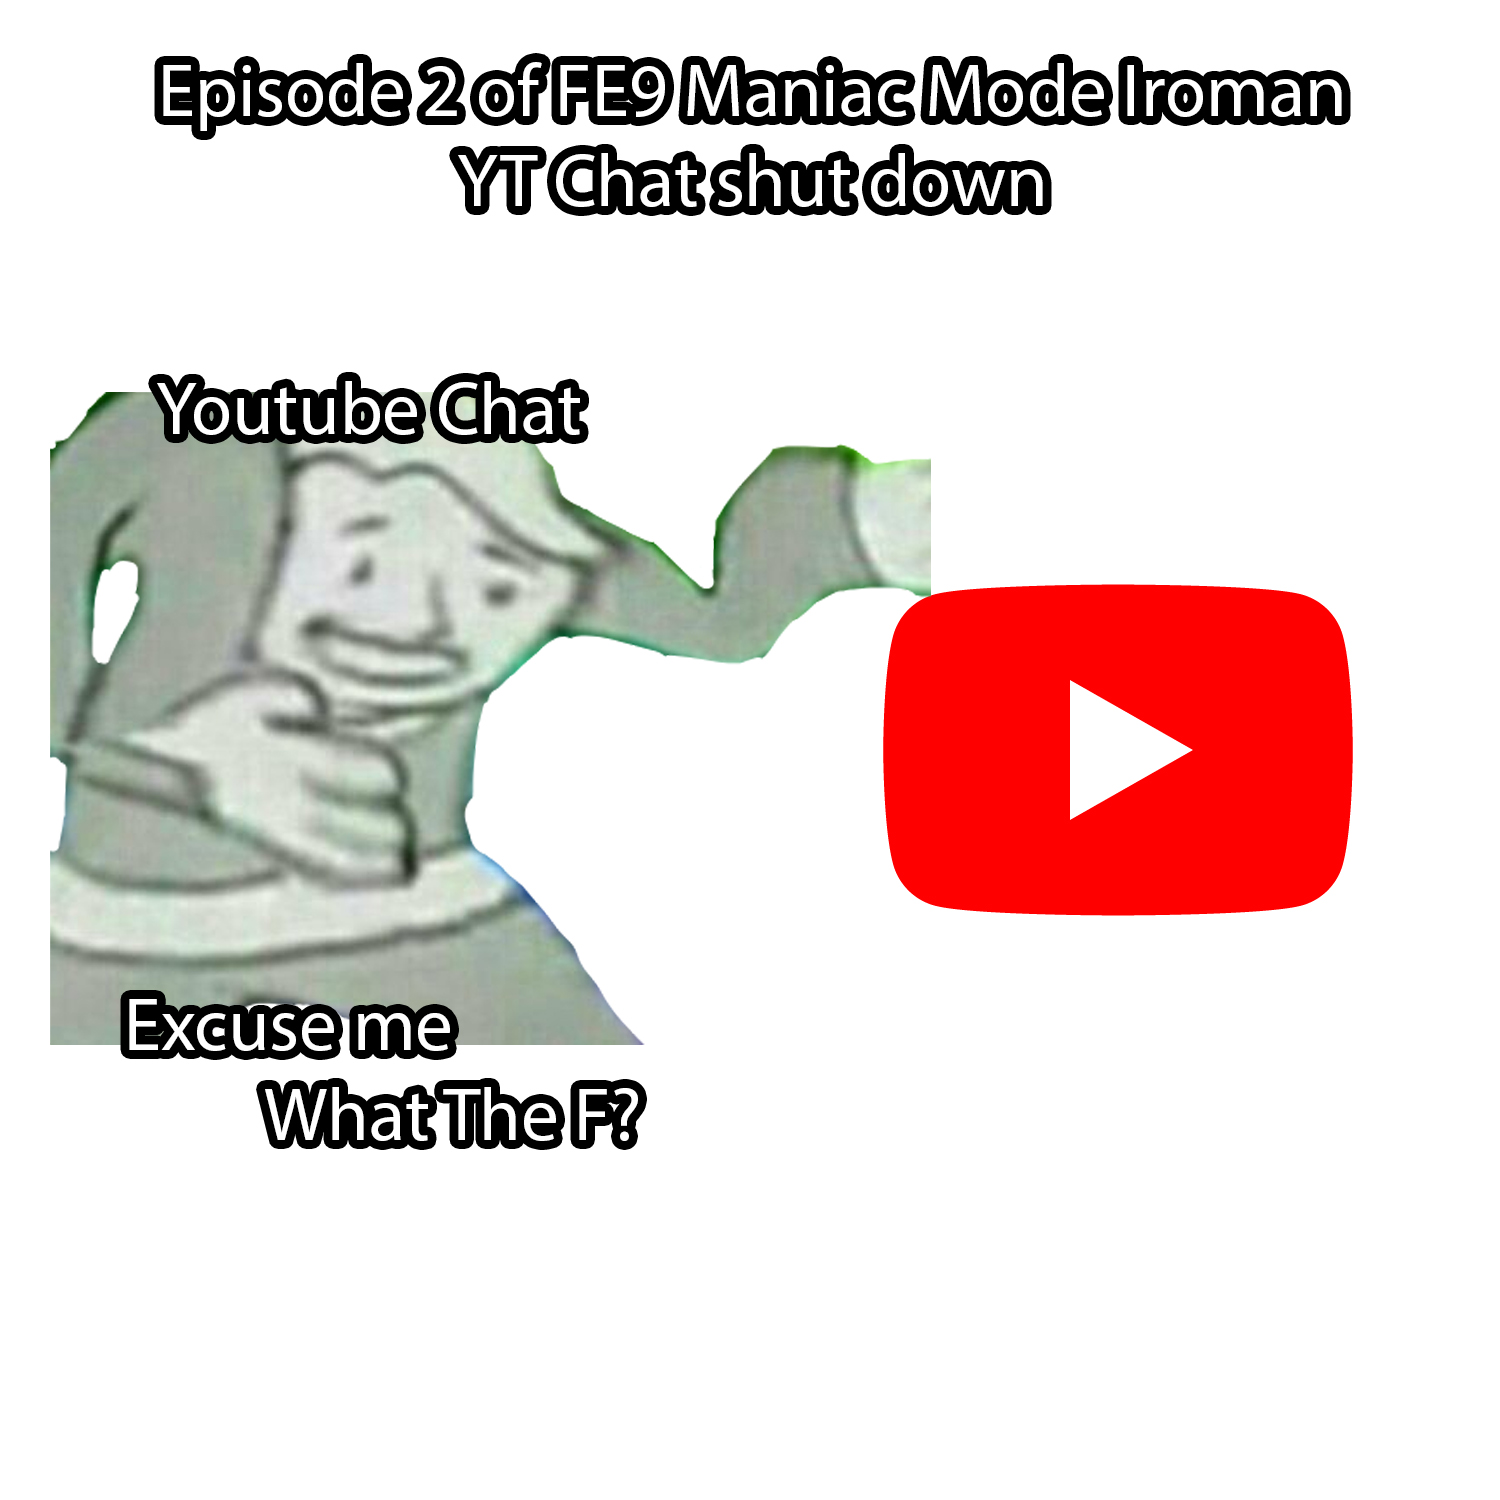 Episode 2 of FE9 Maniac Mode Iroman
YT Chat shut down
Youtube Chat
Excuse me
What The F?